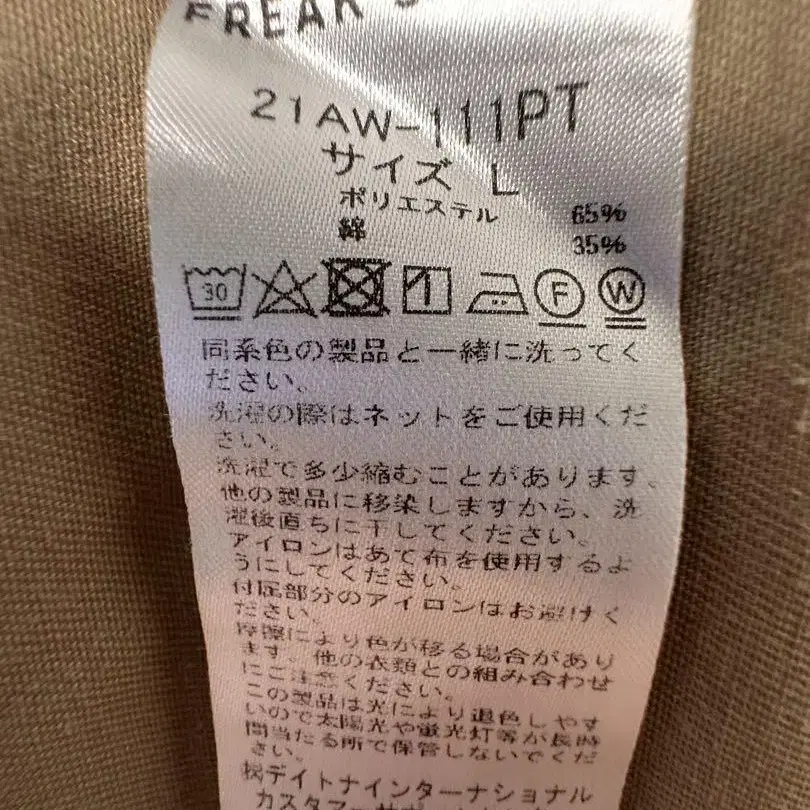 FREAK'S
21AW-111PT
サイズ L
ポリエステル 65%
綿 35%
30 F W
同系色の製品と一緒に洗ってく
ださい。
洗濯の際はネットをご使用くだ
さい。
洗濯で多少縮むことがあります。
他の製品に移染しますから、洗
濯後直ちに干してください。
アイロンはあて布を使用するよ
うにしてください。
付属部分のアイロンはお避けく
ださい。
摩擦により色が移る場合があり
ます。他の衣類との組み合わせ
にご注意ください。
この製品は光により退色しやす
いので太陽光や蛍光灯等が長時
間当たる所で保管しないでくだ
さい。
㈱デイトナインターナショナル
カスタマー